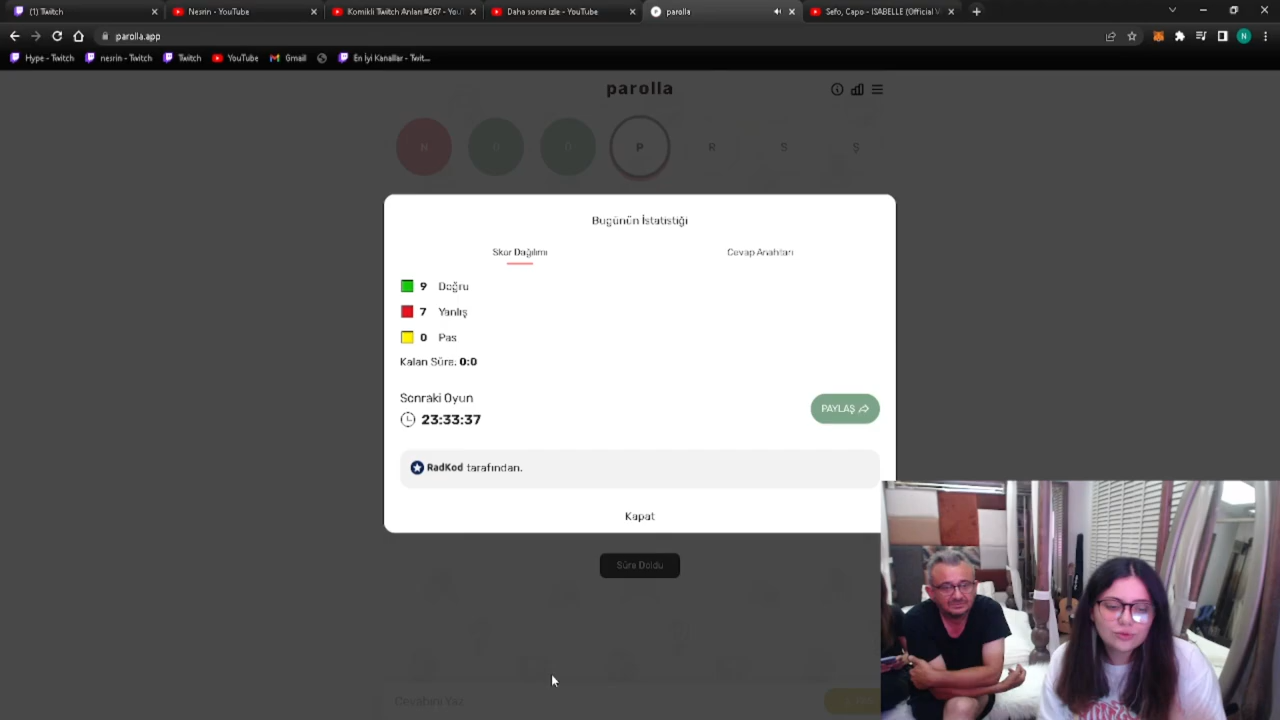 (1) Twitch
Nesrin - YouTube
Komikli Twitch Anları #267 - You
Daha sonra izle - YouTube
parolla
Sefo, Capo - ISABELLE (Official V
parolla.app
N
Hype - Twitch
nesrin - Twitch
Twitch
YouTube
Gmail
En İyi Kanallar - Twit...
parolla
N
O
Ö
P
R
S
Ş
Bugünün İstatistiği
Skor Dağılımı
Cevap Anahtarı
9 Doğru
7 Yanlış
0 Pas
Kalan Süre: 0:0
Sonraki Oyun
23:33:37
PAYLAŞ
RadKod tarafından.
Kapat
Süre Doldu
Cevabını Yaz